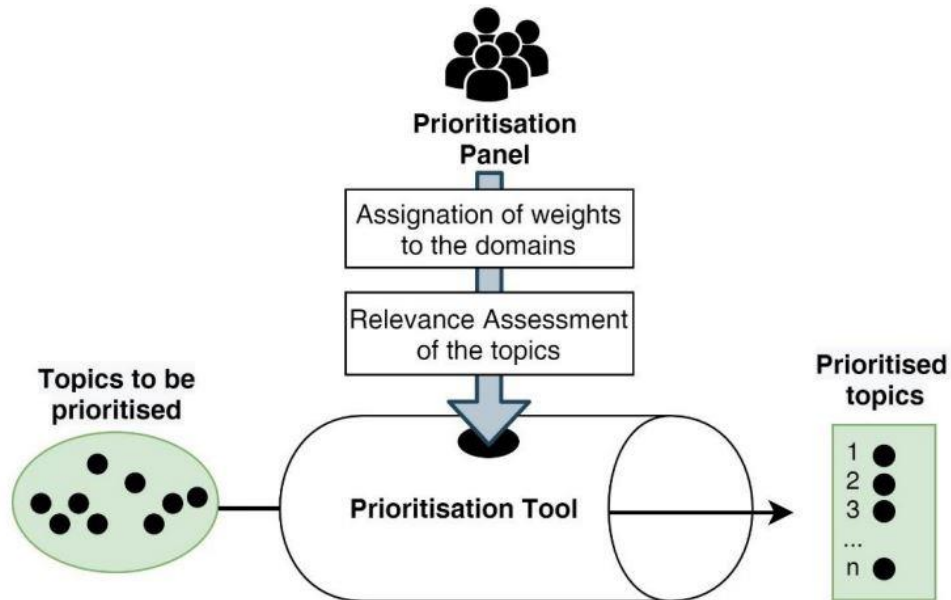 Prioritisation
Panel
Assignation of weights
to the domains
Relevance Assessment
of the topics
Topics to be
prioritised
Prioritisation Tool
Prioritised
topics
1
2
3
...
n